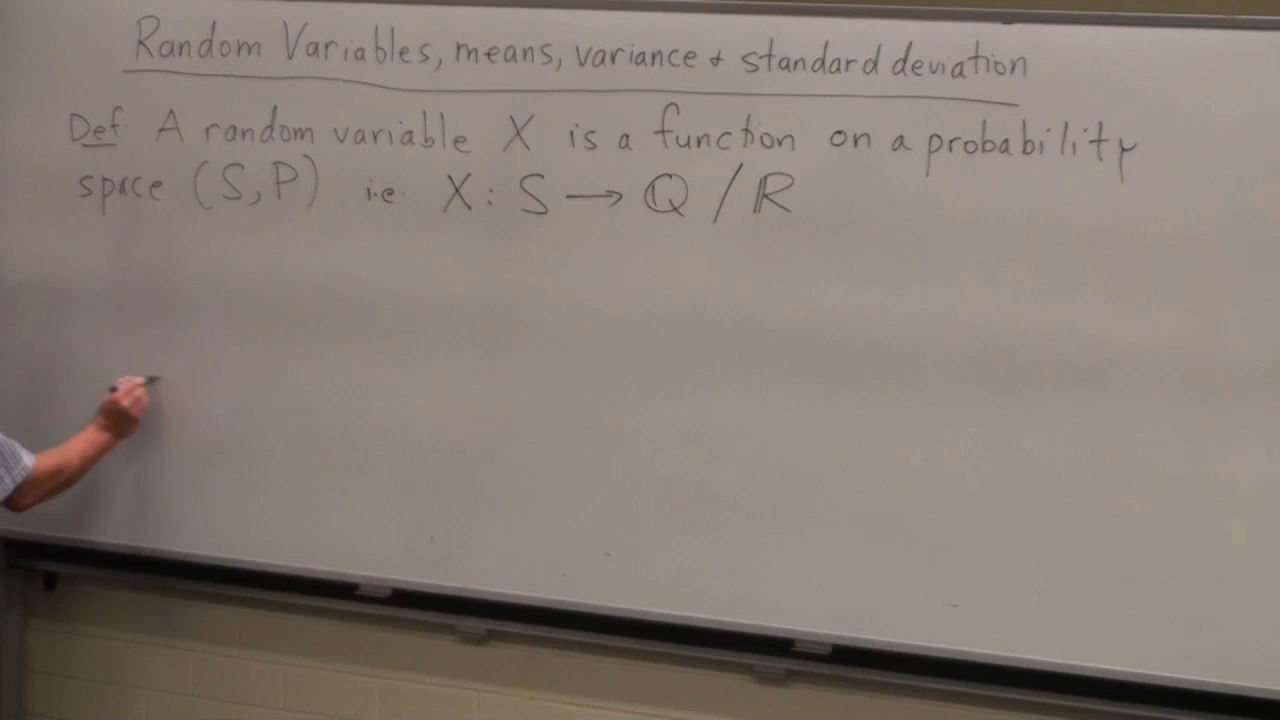 Random Variables, means, variance + standard deviation
Def A random variable X is a function on a probability
space (S,P) i.e. X: S → ℚ / ℝ